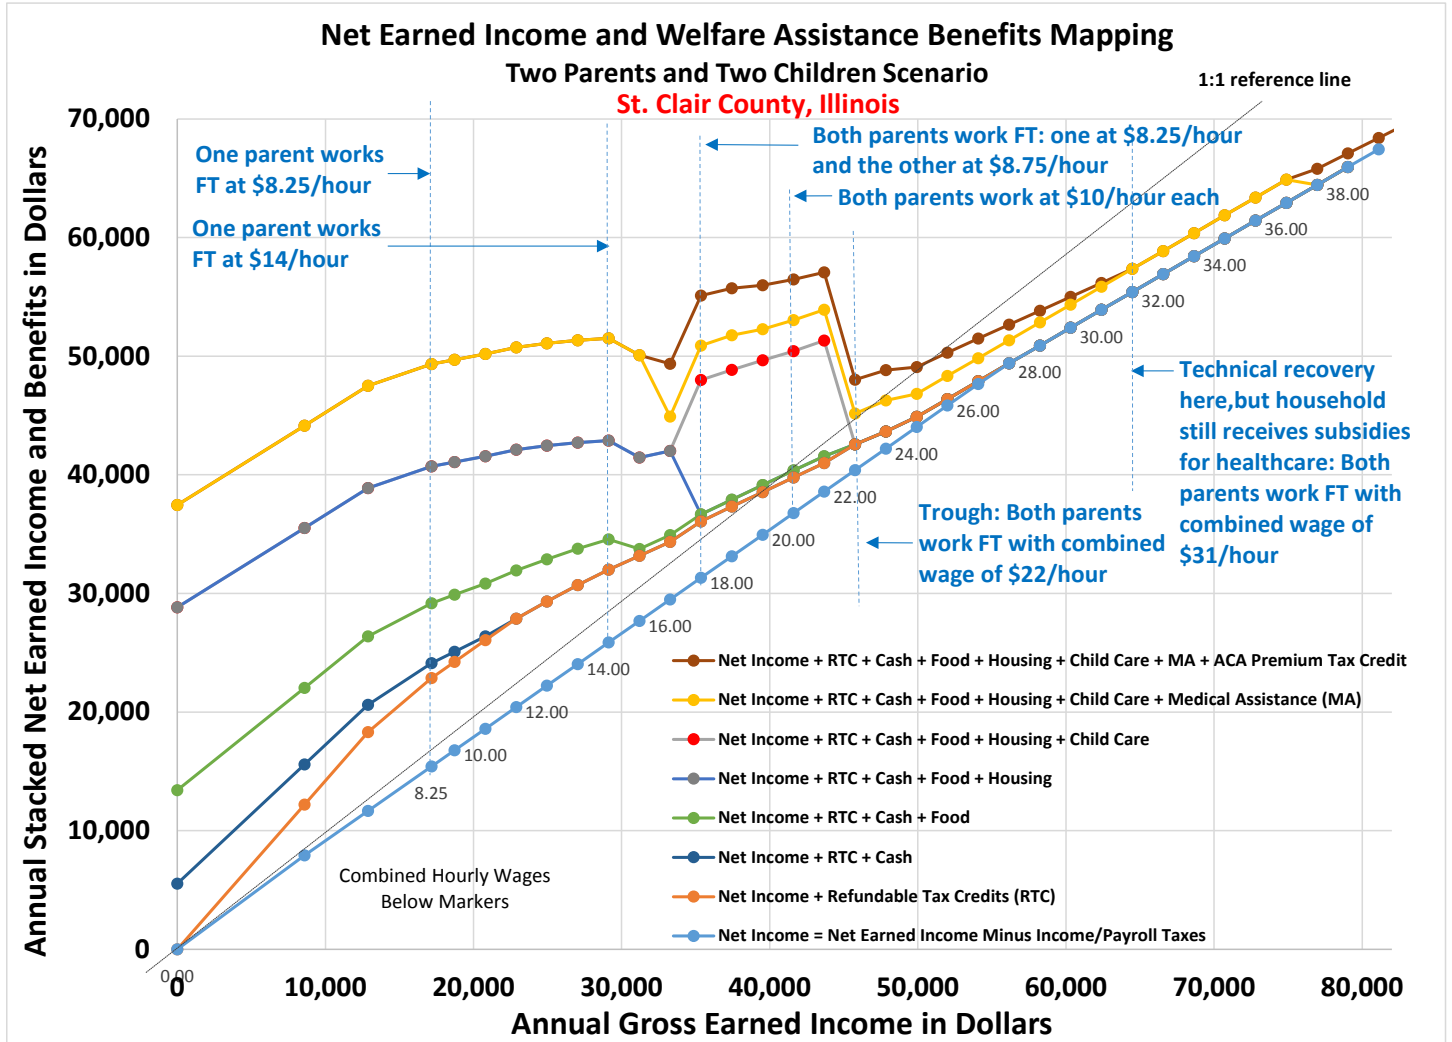 Net Earned Income and Welfare Assistance Benefits Mapping
Two Parents and Two Children Scenario
St. Clair County, Illinois
1:1 reference line
Annual Stacked Net Earned Income and Benefits in Dollars
70,000
60,000
50,000
40,000
30,000
20,000
10,000
0
One parent works
FT at $8.25/hour
One parent works
FT at $14/hour
Both parents work FT: one at $8.25/hour
and the other at $8.75/hour
Both parents work at $10/hour each
Technical recovery
here,but household
still receives subsidies
for healthcare: Both
parents work FT with
combined wage of
$31/hour
Trough: Both parents
work FT with combined
wage of $22/hour
0.00
8.25
10.00
12.00
14.00
16.00
18.00
20.00
22.00
24.00
26.00
28.00
30.00
32.00
34.00
36.00
38.00
Combined Hourly Wages
Below Markers
Net Income + RTC + Cash + Food + Housing + Child Care + MA + ACA Premium Tax Credit
Net Income + RTC + Cash + Food + Housing + Child Care + Medical Assistance (MA)
Net Income + RTC + Cash + Food + Housing + Child Care
Net Income + RTC + Cash + Food + Housing
Net Income + RTC + Cash + Food
Net Income + RTC + Cash
Net Income + Refundable Tax Credits (RTC)
Net Income = Net Earned Income Minus Income/Payroll Taxes
0
10,000
20,000
30,000
40,000
50,000
60,000
70,000
80,000
Annual Gross Earned Income in Dollars